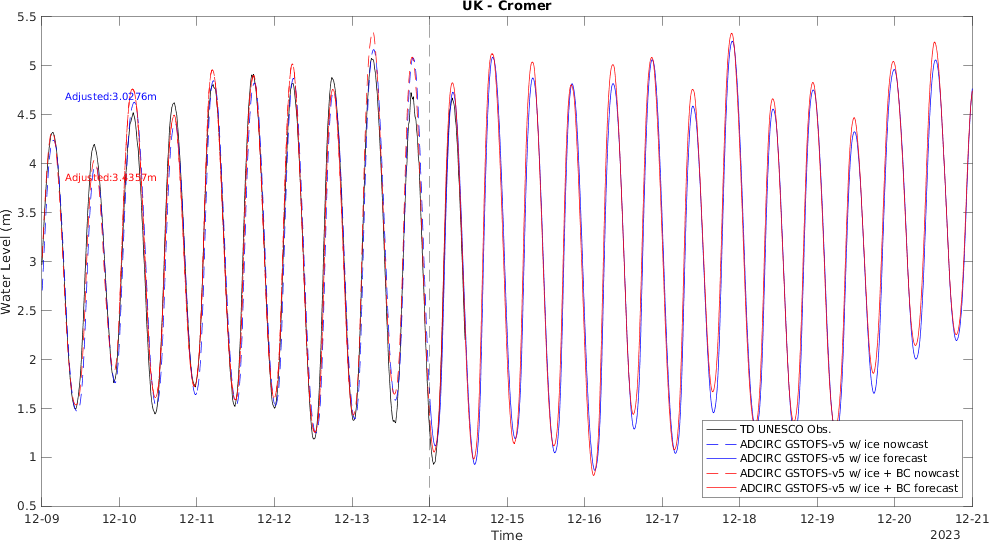 UK - Cromer
5.5
5
4.5
4
3.5
3
2.5
2
1.5
1
0.5
Water Level (m)
Adjusted:3.0276m
Adjusted:3.4357m
TD UNESCO Obs.
ADCIRC GSTOFS-v5 w/ ice nowcast
ADCIRC GSTOFS-v5 w/ ice forecast
ADCIRC GSTOFS-v5 w/ ice + BC nowcast
ADCIRC GSTOFS-v5 w/ ice + BC forecast
12-09 12-10 12-11 12-12 12-13 12-14 12-15 12-16 12-17 12-18 12-19 12-20 12-21
Time
2023